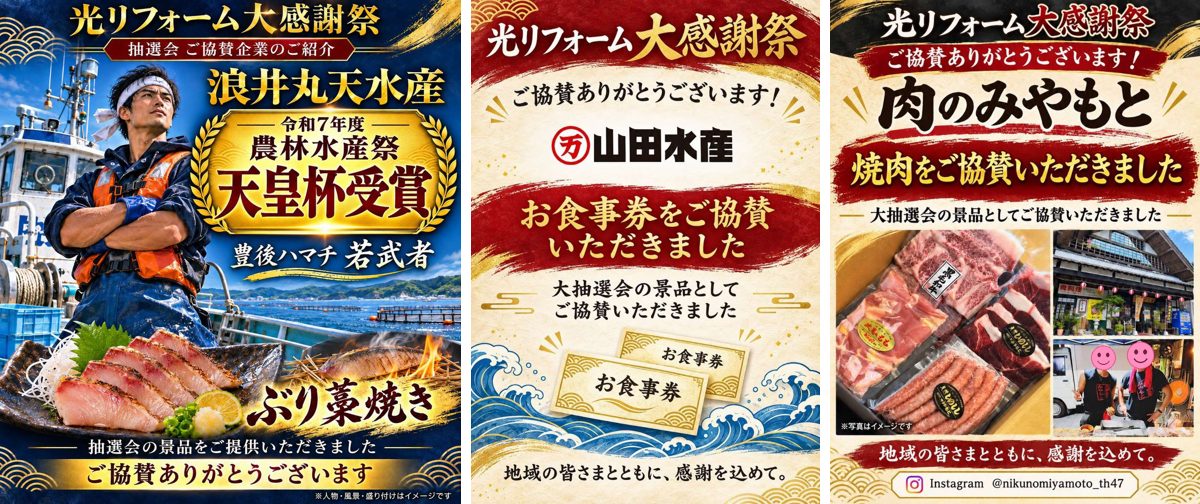 光リフォーム大感謝祭
抽選会 ご協賛企業のご紹介
浪井丸天水産
令和7年度
農林水産祭
天皇杯受賞
豊後ハマチ 若武者
ぶり藁焼き
抽選会の景品をご提供いただきました
ご協賛ありがとうございます
※人物・風景・盛り付けはイメージです
光リフォーム大感謝祭
ご協賛ありがとうございます!
万 山田水産
お食事券をご協賛
いただきました
大抽選会の景品として
ご協賛いただきました
お食事券
お食事券
地域の皆さまとともに、感謝を込めて。
光リフォーム大感謝祭
ご協賛ありがとうございます!
肉のみやもと
焼肉をご協賛いただきました
大抽選会の景品としてご協賛いただきました
※写真はイメージです
地域の皆さまとともに、感謝を込めて。
Instagram @nikunomiyamoto_th47